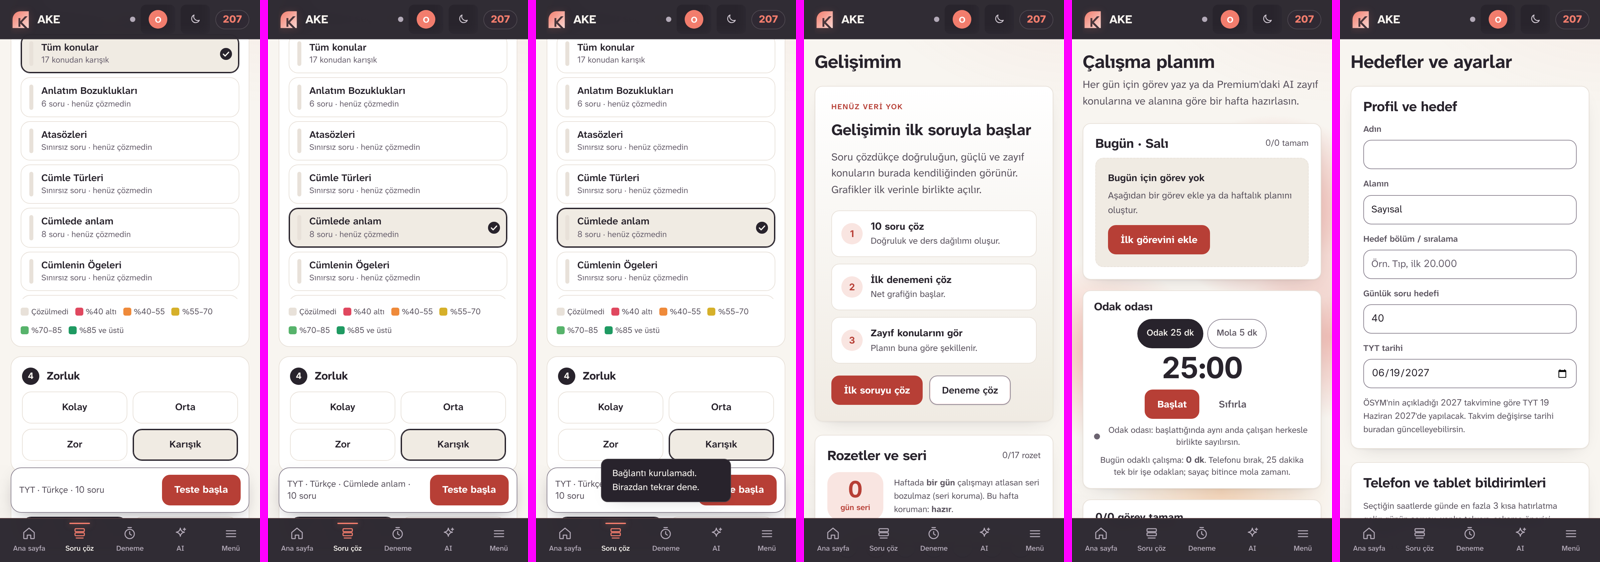 AKE
O
207
Tüm konular
17 konudan karışık
Anlatım Bozuklukları
6 soru · henüz çözmedin
Atasözleri
Sınırsız soru · henüz çözmedin
Cümle Türleri
Sınırsız soru · henüz çözmedin
Cümlede anlam
8 soru · henüz çözmedin
Cümlenin Ögeleri
Sınırsız soru · henüz çözmedin
Çözülmedi %40 altı %40–55 %55–70
%70–85 %85 ve üstü
4 Zorluk
Kolay Orta
Zor Karışık
TYT · Türkçe · 10 soru
Teste başla
Ana sayfa Soru çöz Deneme AI Menü
AKE
O
207
Tüm konular
17 konudan karışık
Anlatım Bozuklukları
6 soru · henüz çözmedin
Atasözleri
Sınırsız soru · henüz çözmedin
Cümle Türleri
Sınırsız soru · henüz çözmedin
Cümlede anlam
8 soru · henüz çözmedin
Cümlenin Ögeleri
Sınırsız soru · henüz çözmedin
Çözülmedi %40 altı %40–55 %55–70
%70–85 %85 ve üstü
4 Zorluk
Kolay Orta
Zor Karışık
TYT · Türkçe · Cümlede anlam ·
10 soru
Teste başla
Ana sayfa Soru çöz Deneme AI Menü
AKE
O
207
Tüm konular
17 konudan karışık
Anlatım Bozuklukları
6 soru · henüz çözmedin
Atasözleri
Sınırsız soru · henüz çözmedin
Cümle Türleri
Sınırsız soru · henüz çözmedin
Cümlede anlam
8 soru · henüz çözmedin
Cümlenin Ögeleri
Sınırsız soru · henüz çözmedin
Çözülmedi %40 altı %40–55 %55–70
%70–85 %85 ve üstü
4 Zorluk
Kolay Orta
Zor Karışık
Bağlantı kurulamadı.
Birazdan tekrar dene.
TYT ·
10 soru
başla
Ana sayfa Soru çöz Deneme AI Menü
AKE
O
207
Gelişimim
HENÜZ VERİ YOK
Gelişimin ilk soruyla başlar
Soru çözdükçe doğruluğun, güçlü ve zayıf
konuların burada kendiliğinden görünür.
Grafikler ilk verinle birlikte açılır.
1 10 soru çöz
Doğruluk ve ders dağılımı oluşur.
2 İlk denemeni çöz
Net grafiğin başlar.
3 Zayıf konularını gör
Planın buna göre şekillenir.
İlk soruyu çöz Deneme çöz
Rozetler ve seri 0/17 rozet
0
gün seri
Haftada bir gün çalışmayı atlasan seri
bozulmaz (seri koruma). Bu hafta
koruman: hazır.
Ana sayfa Soru çöz Deneme AI Menü
AKE
O
207
Çalışma planım
Her gün için görev yaz ya da Premium'daki AI zayıf
konularına ve alanına göre bir hafta hazırlasın.
Bugün · Salı 0/0 tamam
Bugün için görev yok
Aşağıdan bir görev ekle ya da haftalık planını
oluştur.
İlk görevini ekle
Odak odası
Odak 25 dk Mola 5 dk
25:00
Başlat Sıfırla
Odak odası: başlattığında aynı anda çalışan herkesle
birlikte sayılırsın.
Bugün odaklı çalışma: 0 dk. Telefonu bırak, 25 dakika
tek bir işe odaklan; sayaç bitince mola zamanı.
0/0 görev tamam
Ana sayfa Soru çöz Deneme AI Menü
AKE
O
207
Hedefler ve ayarlar
Profil ve hedef
Adın
Alanın
Sayısal
Hedef bölüm / sıralama
Örn. Tıp, ilk 20.000
Günlük soru hedefi
40
TYT tarihi
06/19/2027
ÖSYM'nin açıkladığı 2027 takvimine göre TYT 19
Haziran 2027'de yapılacak. Takvim değişirse tarihi
buradan güncelleyebilirsin.
Telefon ve tablet bildirimleri
Seçtiğin saatlerde günde en fazla 3 kısa hatırlatma
Ana sayfa Soru çöz Deneme AI Menü